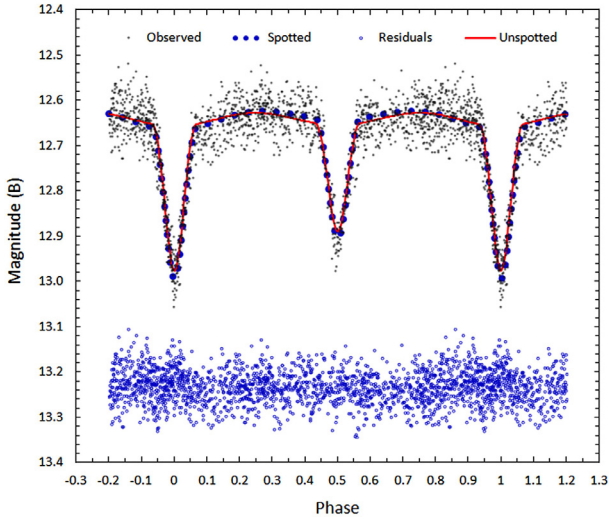 12.4
Observed Spotted Residuals Unspotted
12.5
12.6
12.7
12.8
12.9
13.0
13.1
13.2
13.3
13.4
Magnitude (B)
-0.3 -0.2 -0.1 0 0.1 0.2 0.3 0.4 0.5 0.6 0.7 0.8 0.9 1 1.1 1.2 1.3
Phase